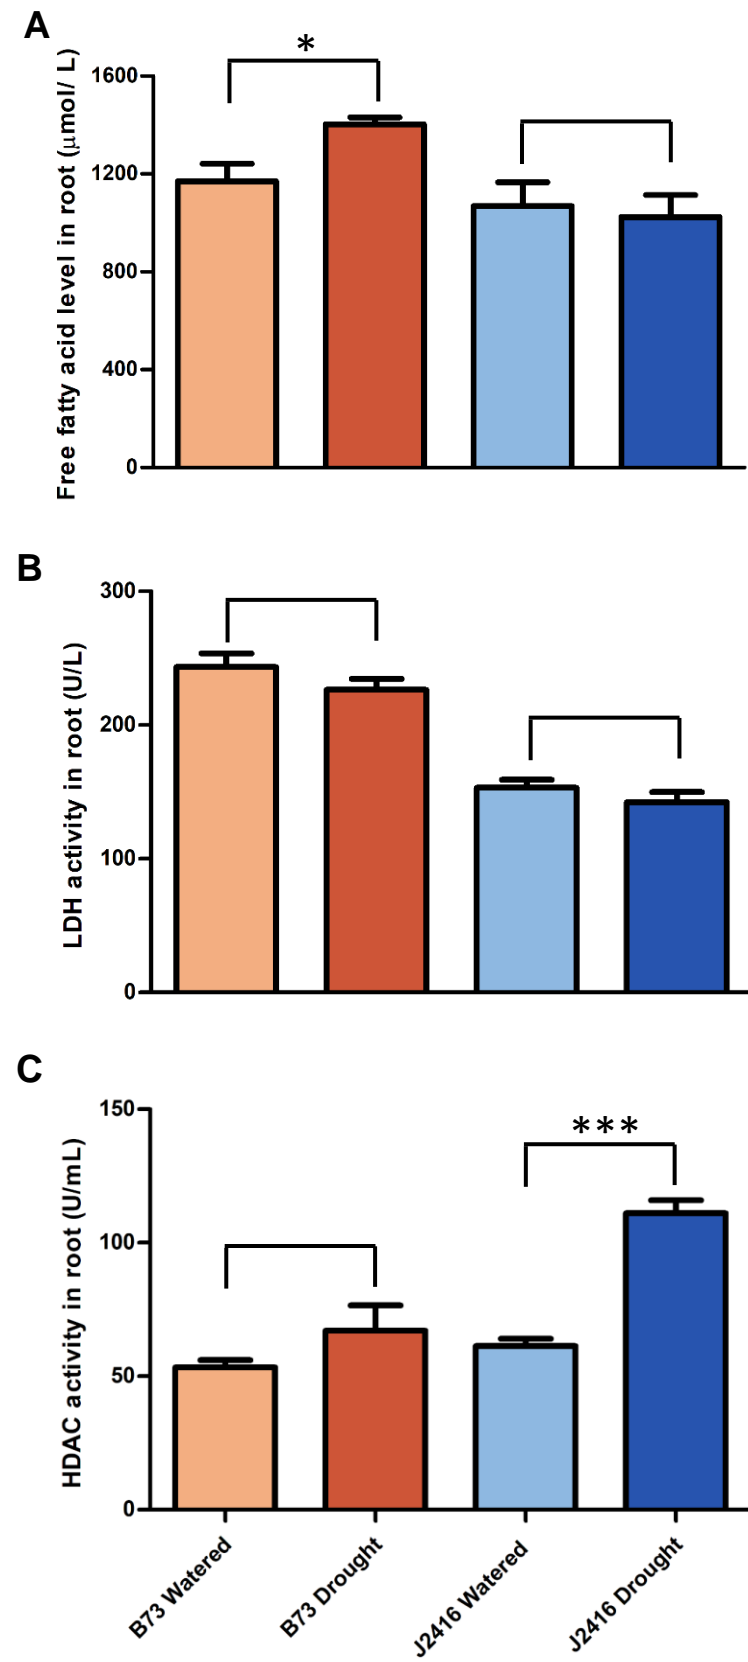 A
*
Free fatty acid level in root (μmol/ L)
1600
1200
800
400
0
B
LDH activity in root (U/L)
300
200
100
0
C
***
HDAC activity in root (U/mL)
150
100
50
0
B73 Watered
B73 Drought
J2416 Watered
J2416 Drought